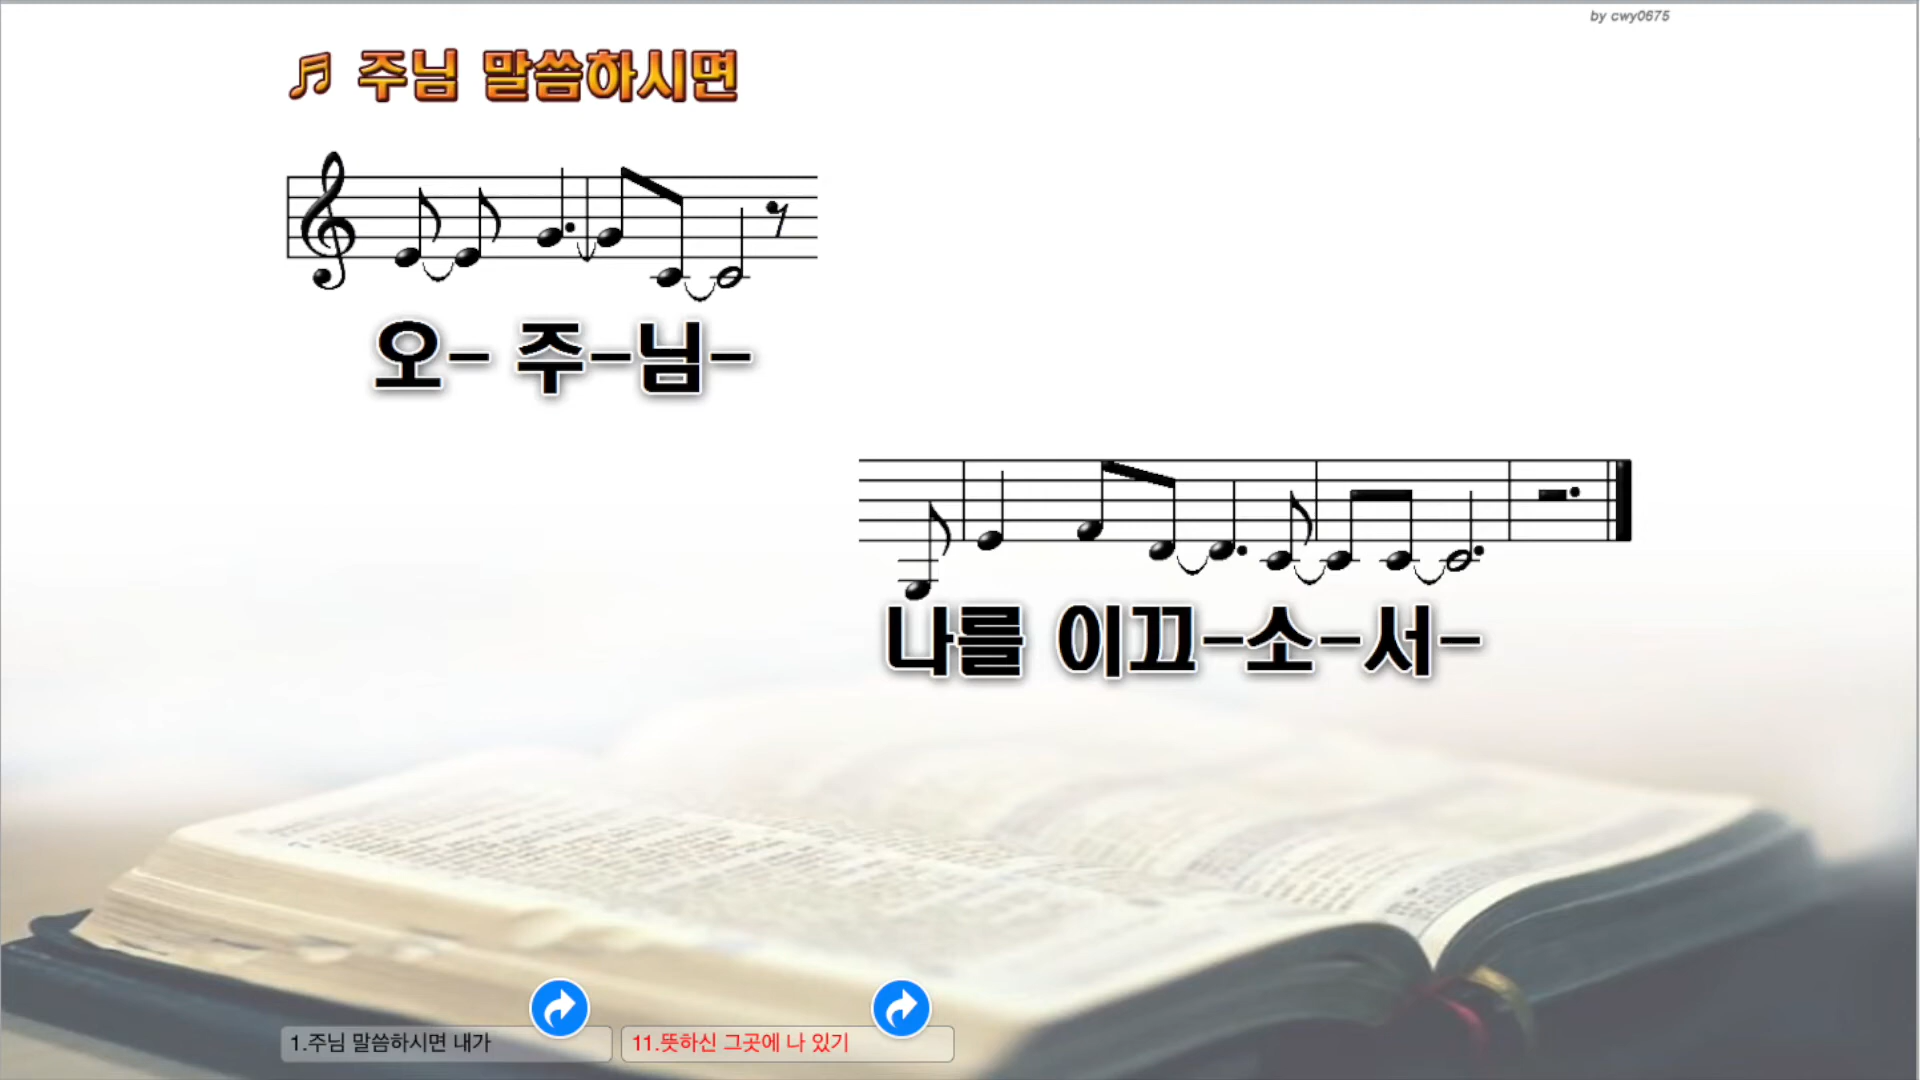 by cwy0675
주님 말씀하시면
오- 주-님-
나를 이끄-소-서-
1.주님 말씀하시면 내가
11.뜻하신 그곳에 나 있기